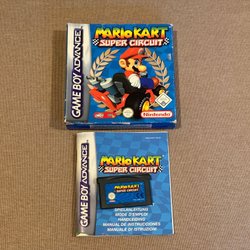 GAME BOY ADVANCE
MARIO KART
SUPER CIRCUIT
Nintendo
GAME BOY ADVANCE
MARIO KART
SUPER CIRCUIT
MARIO KART
SUPER CIRCUIT
SPIELANLEITUNG
MODE D'EMPLOI
HANDLEIDING
MANUAL DE INSTRUCCIONES
MANUALE DI ISTRUZIONI